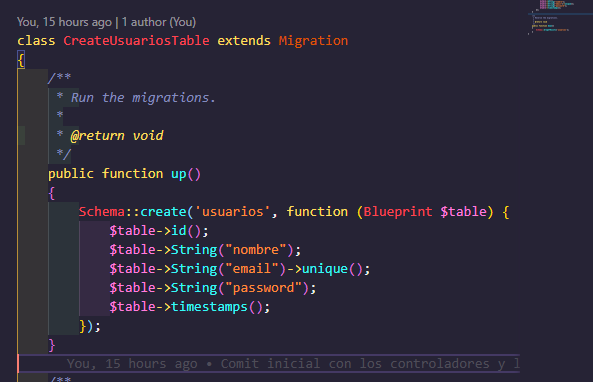 You, 15 hours ago | 1 author (You)
class CreateUsuariosTable extends Migration
{
/**
* Run the migrations.
*
* @return void
*/
public function up()
{
Schema::create('usuarios', function (Blueprint $table) {
$table->id();
$table->String("nombre");
$table->String("email")->unique();
$table->String("password");
$table->timestamps();
});
}
You, 15 hours ago • Comit inicial con los controladores y l
/**